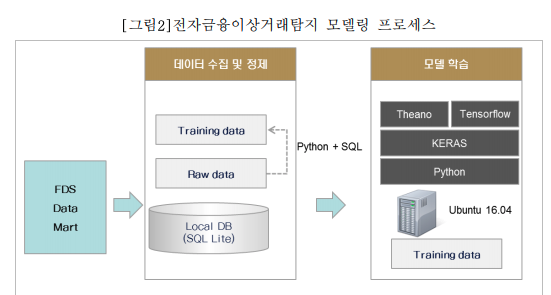 [그림2]전자금융이상거래탐지 모델링 프로세스
데이터 수집 및 정제
Training data
Raw data
Local DB
(SQL Lite)
FDS
Data
Mart
Python + SQL
모델 학습
Theano
Tensorflow
KERAS
Python
Ubuntu 16.04
Training data